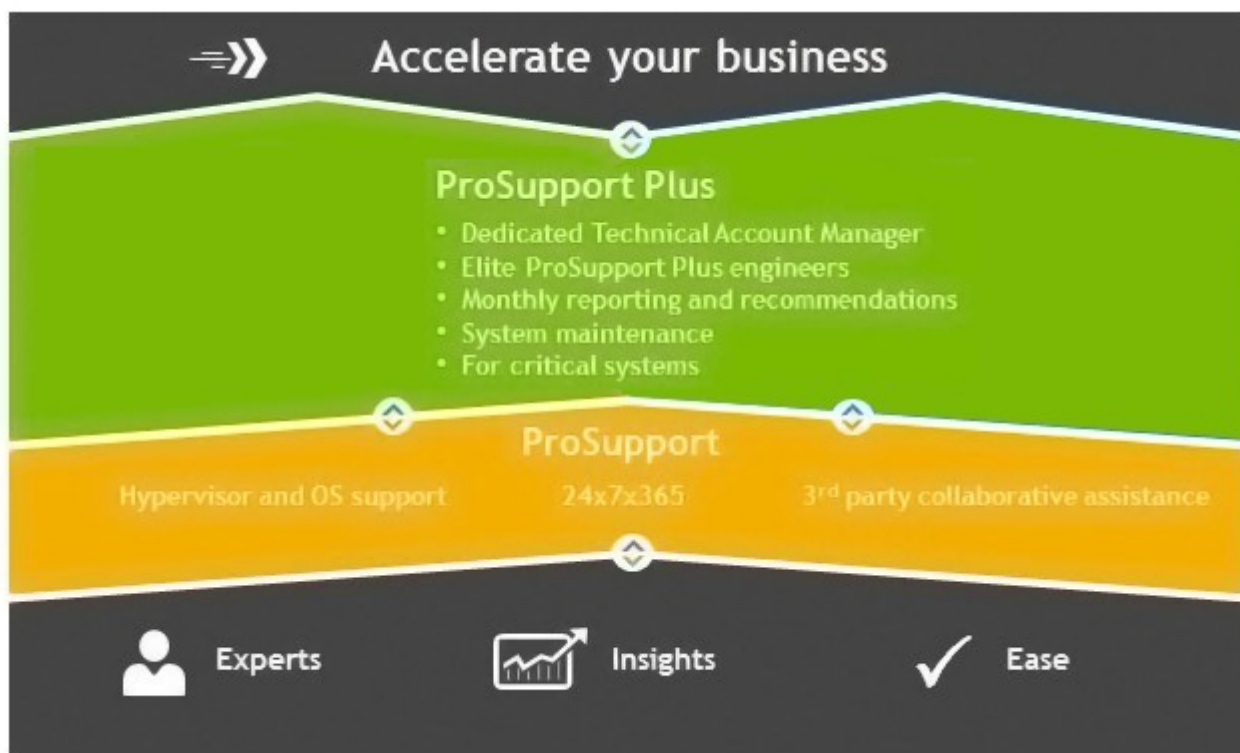 Accelerate your business
ProSupport Plus
• Dedicated Technical Account Manager
• Elite ProSupport Plus engineers
• Monthly reporting and recommendations
• System maintenance
• For critical systems
ProSupport
Hypervisor and OS support 24x7x365 3rd party collaborative assistance
Experts Insights Ease